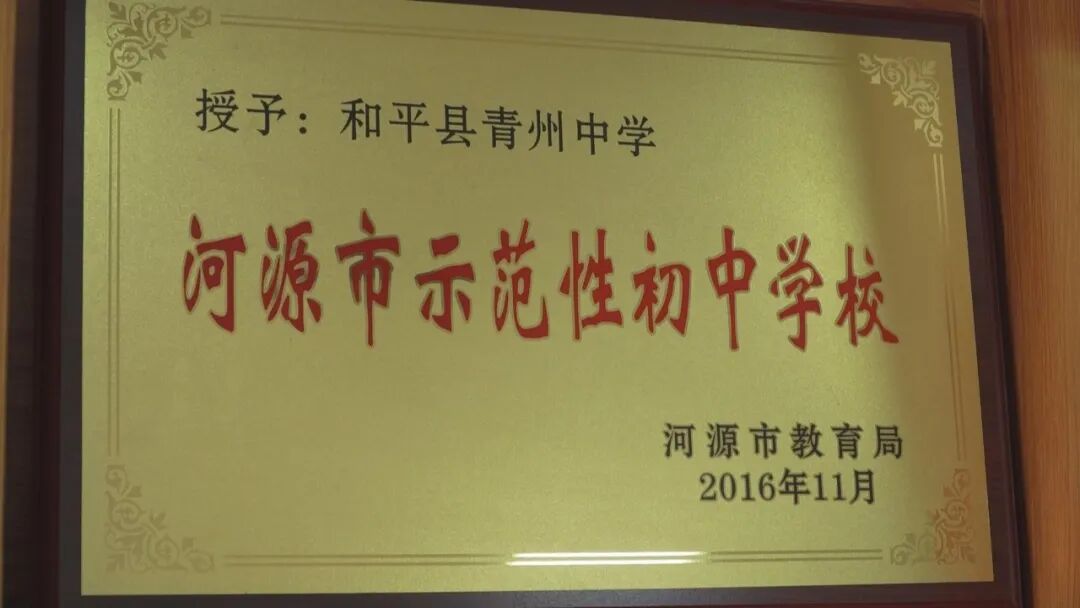 授予：和平县青州中学
河源市示范性初中学校
河源市教育局
2016年11月